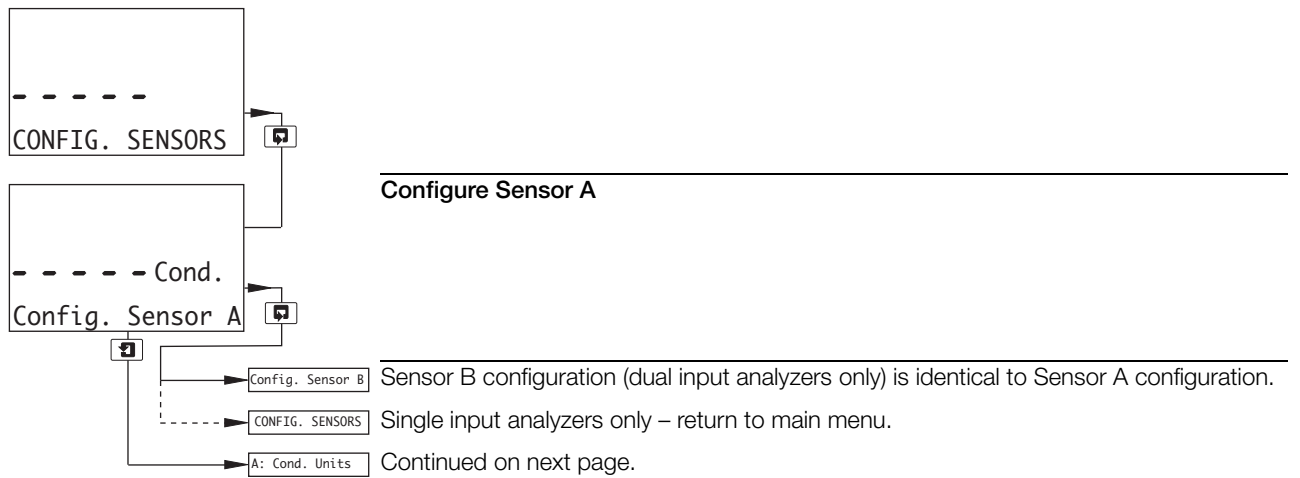 - - - - -
CONFIG. SENSORS
Configure Sensor A
- - - - - Cond.
Config. Sensor A
Config. Sensor B Sensor B configuration (dual input analyzers only) is identical to Sensor A configuration.
CONFIG. SENSORS Single input analyzers only – return to main menu.
A: Cond. Units Continued on next page.